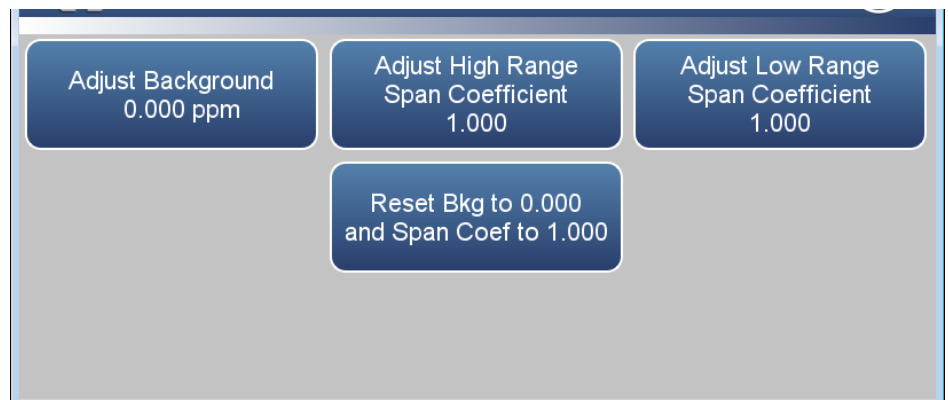 Adjust Background
0.000 ppm
Adjust High Range
Span Coefficient
1.000
Adjust Low Range
Span Coefficient
1.000
Reset Bkg to 0.000
and Span Coef to 1.000